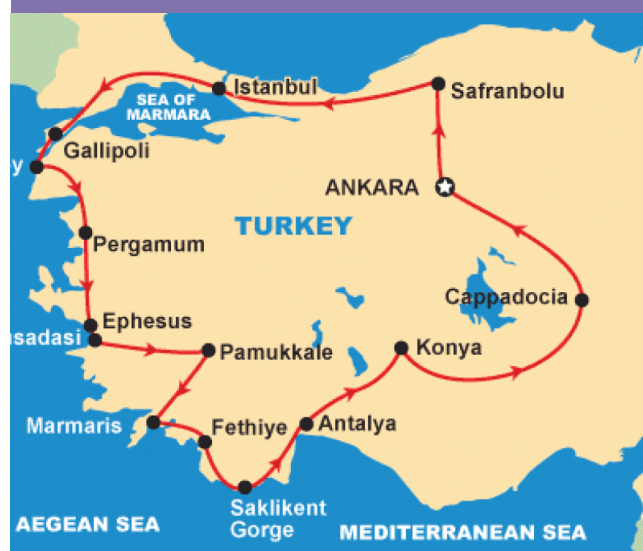 Istanbul
Safranbolu
SEA OF
MARMARA
Gallipoli
y
ANKARA
TURKEY
Pergamum
Cappadocia
Ephesus
usadasi
Pamukkale
Konya
Marmaris
Fethiye
Antalya
Saklikent
Gorge
AEGEAN SEA
MEDITERRANEAN SEA